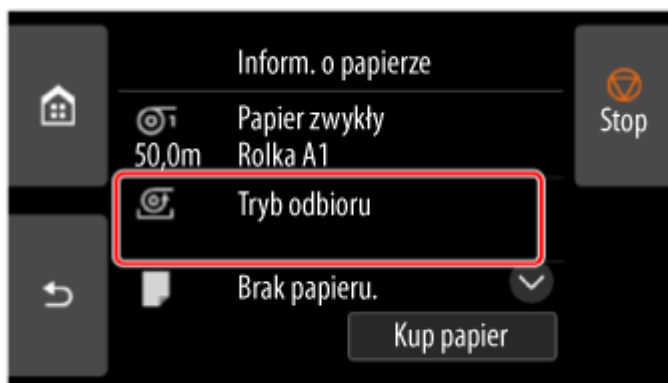 Inform. o papierze
Papier zwykły
50,0m Rolka A1
Tryb odbioru
Brak papieru.
Kup papier
Stop